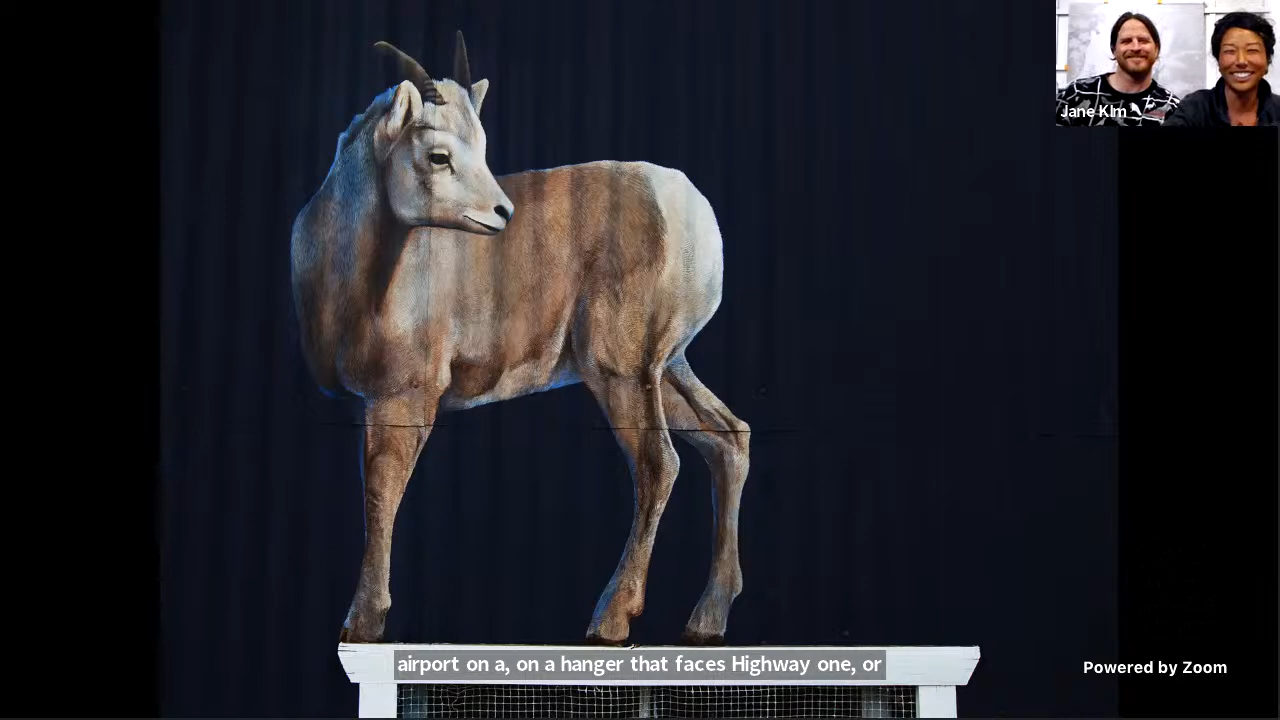 Jane KIm
airport on a, on a hanger that faces Highway one, or
Powered by Zoom